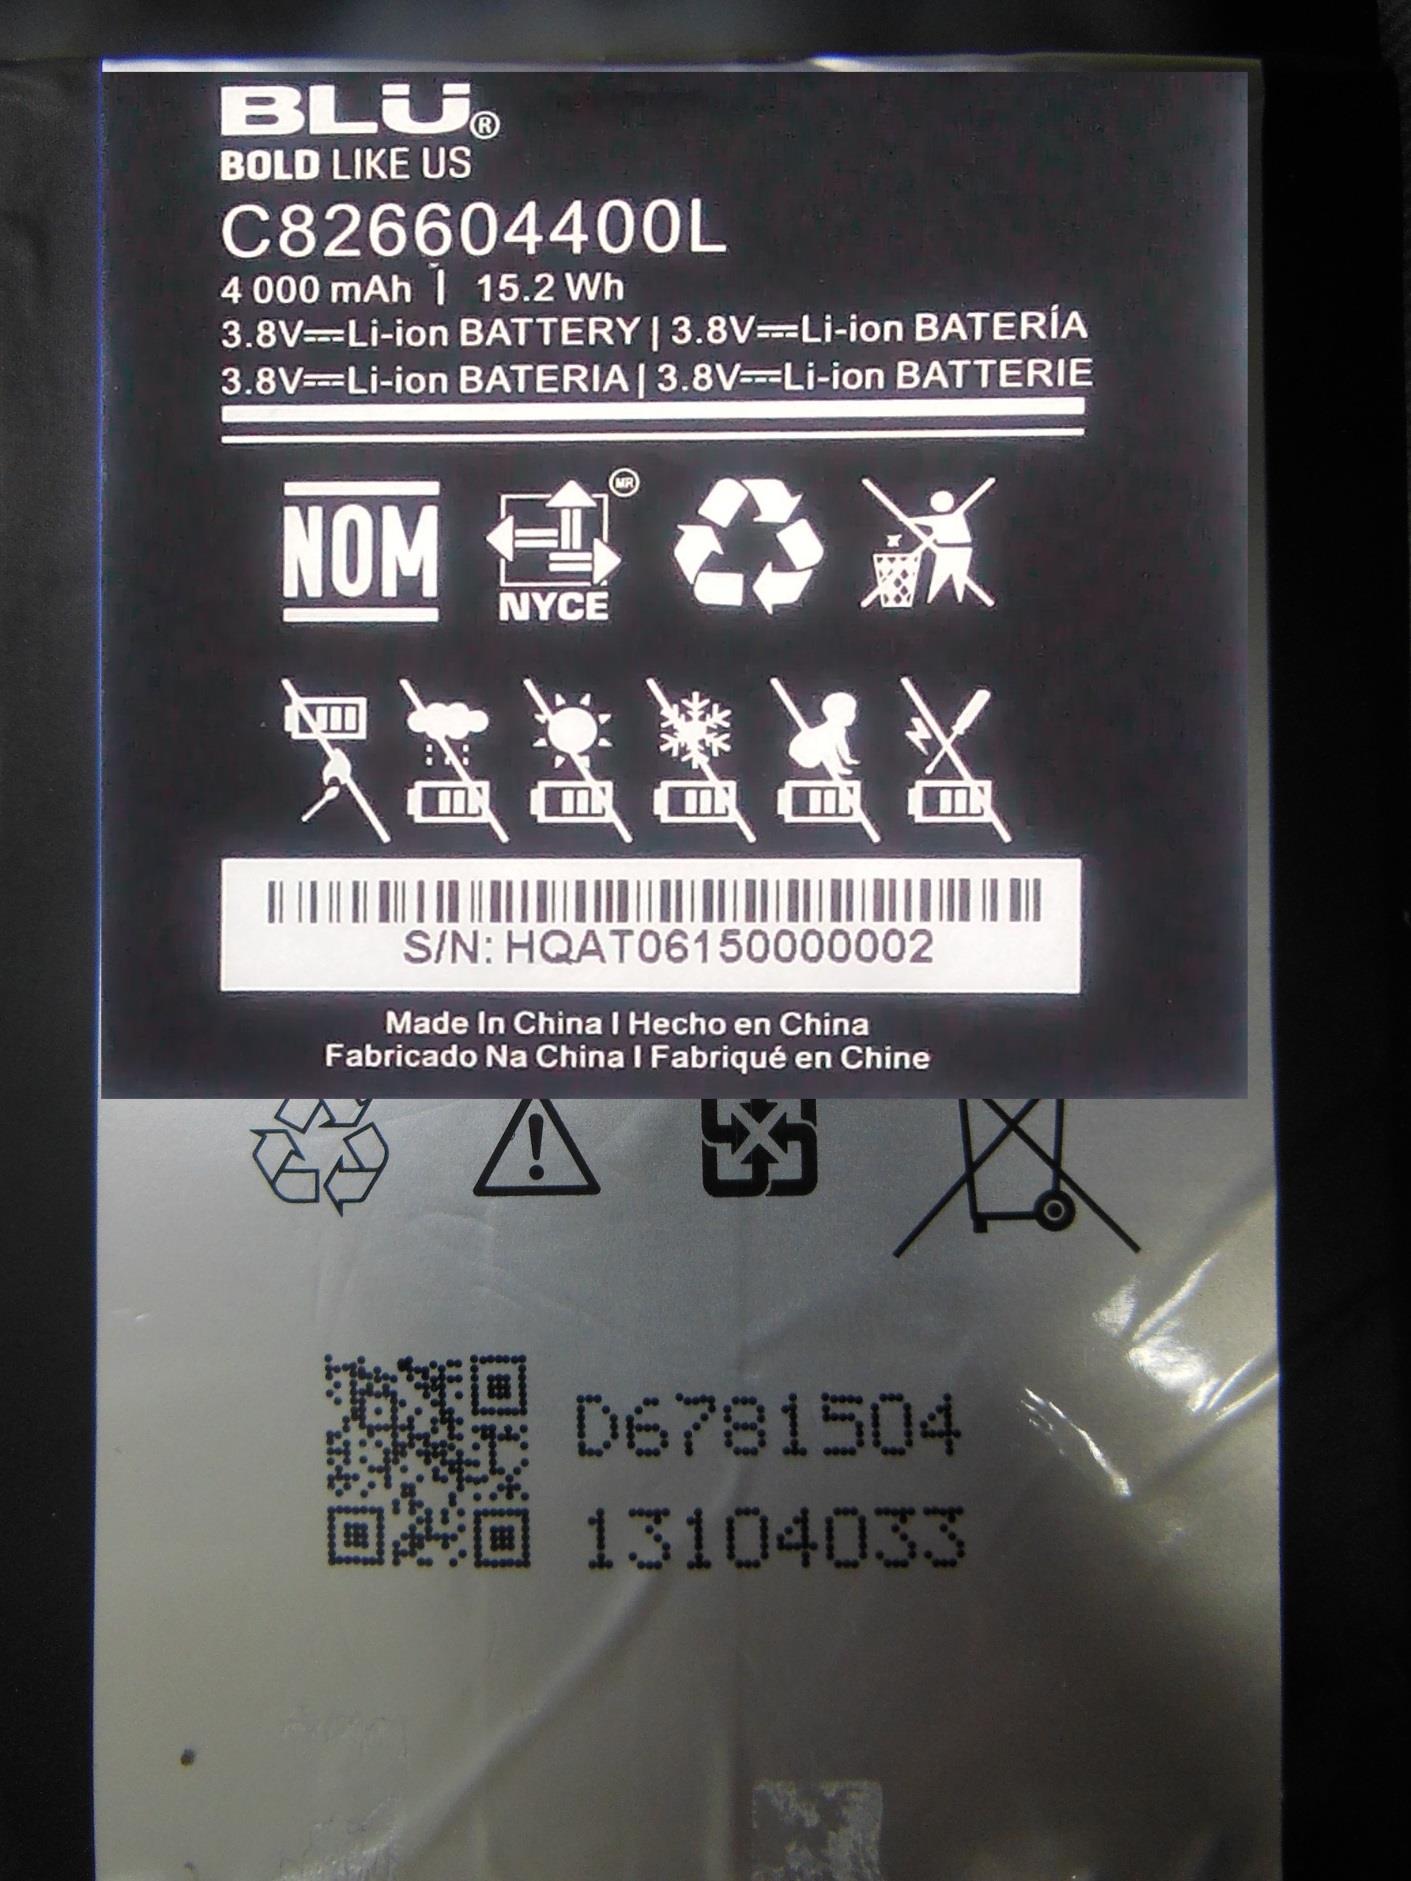 BLU®
BOLD LIKE US
C826604400L
4 000 mAh | 15.2 Wh
3.8V⎓Li-ion BATTERY | 3.8V⎓Li-ion BATERÍA
3.8V⎓Li-ion BATERIA | 3.8V⎓Li-ion BATTERIE
NOM
MR
NYCE
S/N: HQAT06150000002
Made In China I Hecho en China
Fabricado Na China I Fabriqué en Chine
D6781504
13104033